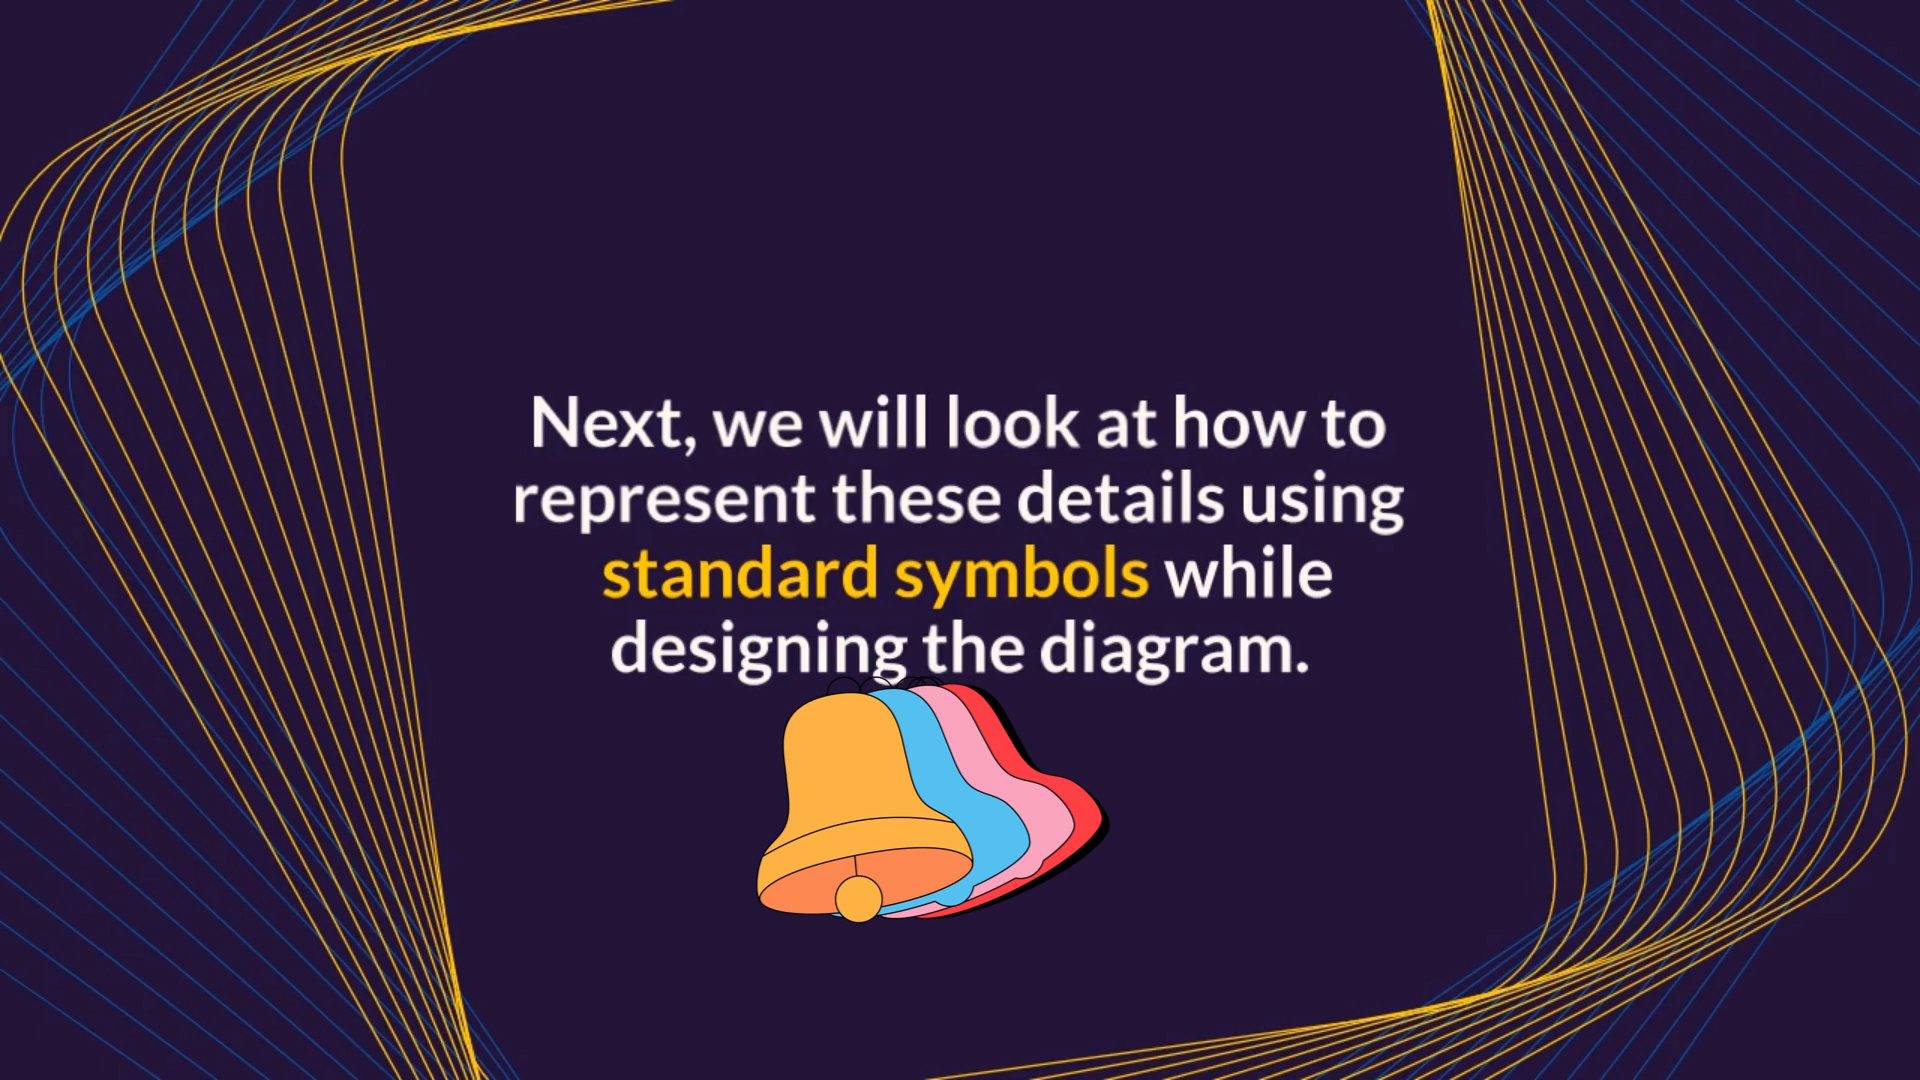 Next, we will look at how to
represent these details using
standard symbols while
designing the diagram.